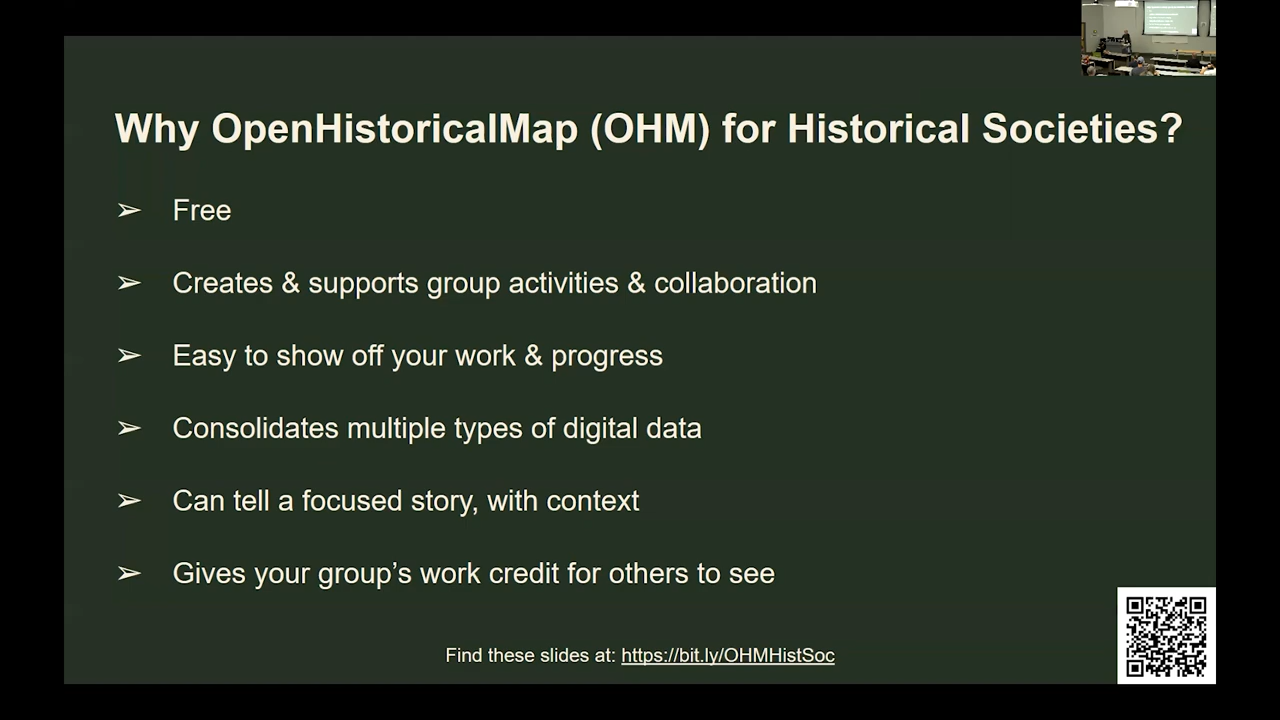 Why OpenHistoricalMap (OHM) for Historical Societies?
➢ Free
➢ Creates & supports group activities & collaboration
➢ Easy to show off your work & progress
➢ Consolidates multiple types of digital data
➢ Can tell a focused story, with context
➢ Gives your group’s work credit for others to see
Find these slides at: https://bit.ly/OHMHistSoc